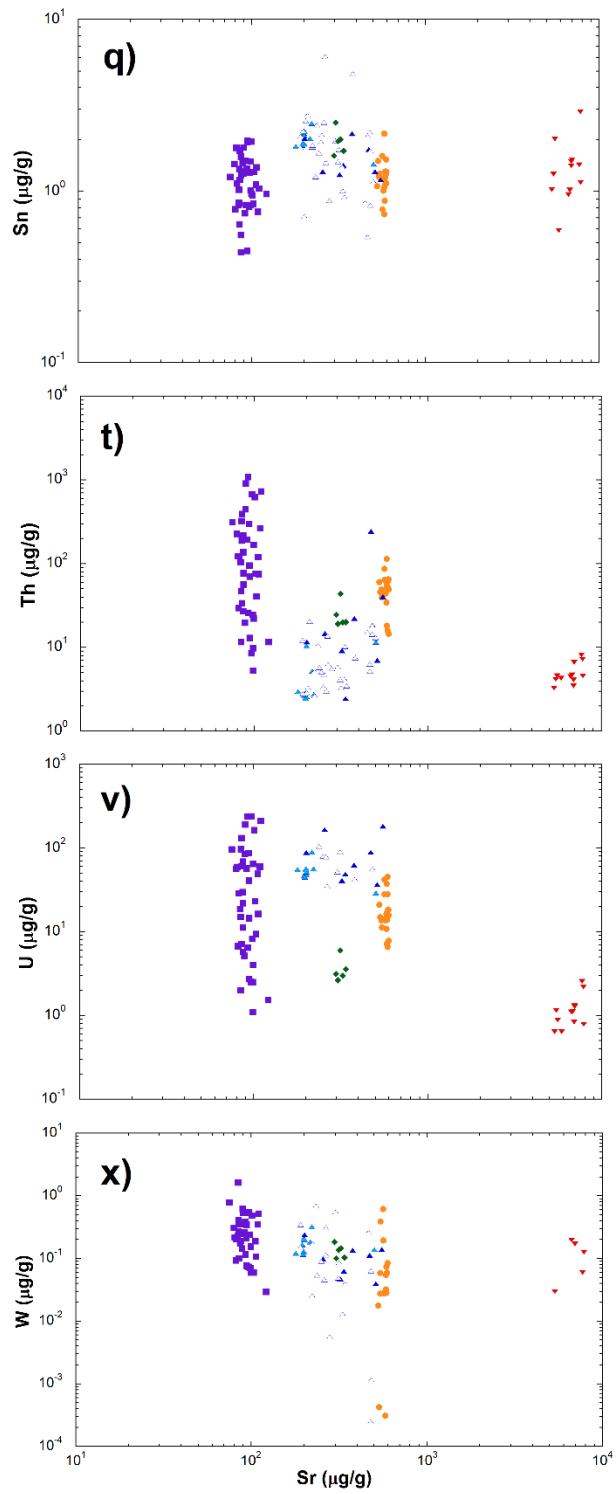 q)
10¹
10⁰
10⁻¹
Sn (µg/g)
t)
10⁴
10³
10²
10¹
10⁰
Th (µg/g)
v)
10³
10²
10¹
10⁰
10⁻¹
U (µg/g)
x)
10¹
10⁰
10⁻¹
10⁻²
10⁻³
10⁻⁴
W (µg/g)
10¹ 10² 10³ 10⁴
Sr (µg/g)